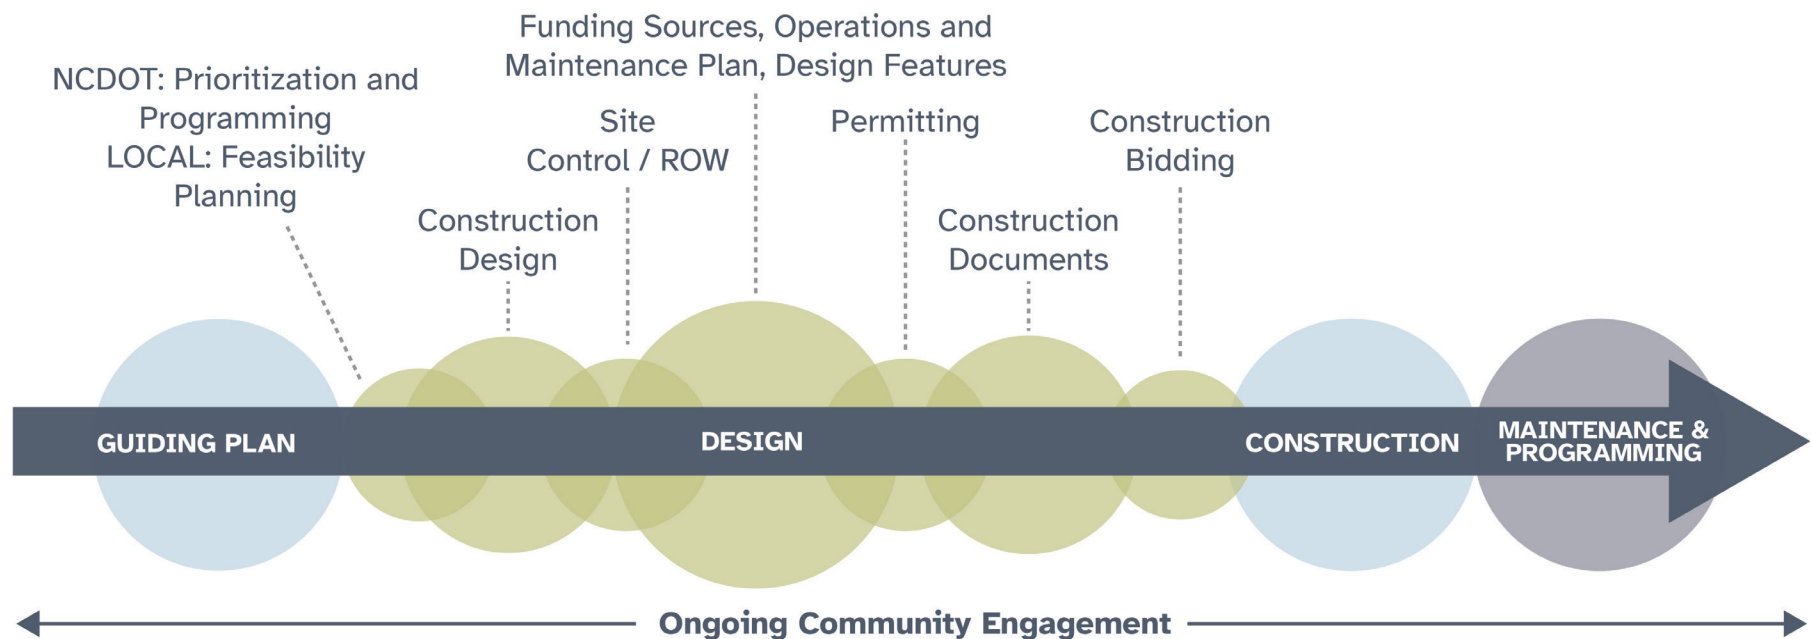 Funding Sources, Operations and
Maintenance Plan, Design Features
NCDOT: Prioritization and
Programming
LOCAL: Feasibility
Planning
Site
Control / ROW
Permitting
Construction
Bidding
Construction
Design
Construction
Documents
GUIDING PLAN
DESIGN
CONSTRUCTION
MAINTENANCE &
PROGRAMMING
Ongoing Community Engagement